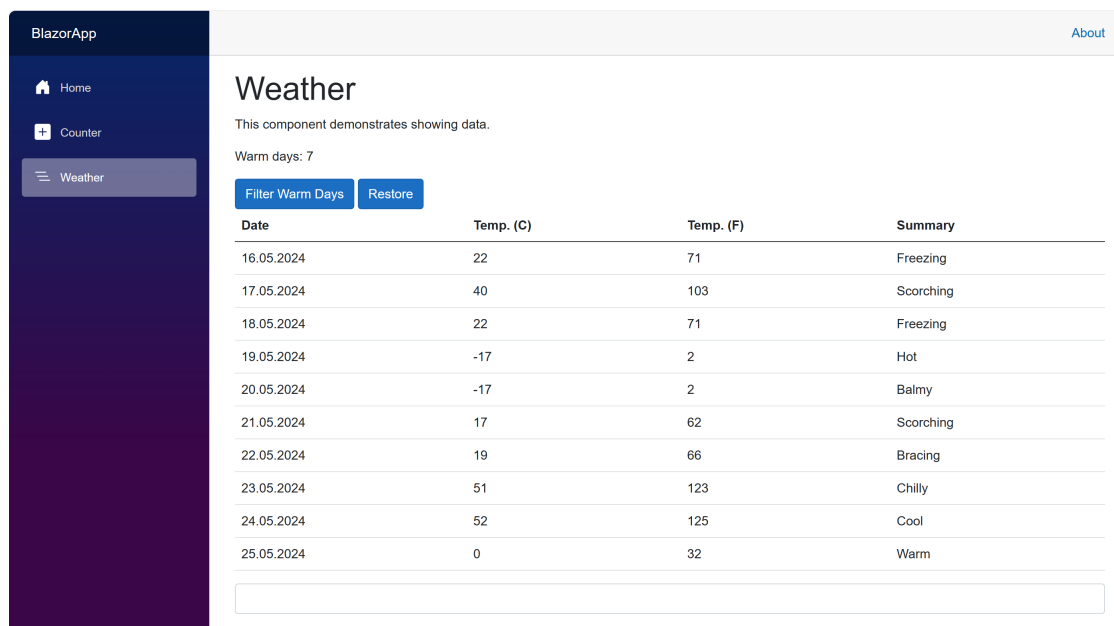 BlazorApp
About
Home
Counter
Weather
Weather
This component demonstrates showing data.
Warm days: 7
Filter Warm Days Restore
Date Temp. (C) Temp. (F) Summary
16.05.2024 22 71 Freezing
17.05.2024 40 103 Scorching
18.05.2024 22 71 Freezing
19.05.2024 -17 2 Hot
20.05.2024 -17 2 Balmy
21.05.2024 17 62 Scorching
22.05.2024 19 66 Bracing
23.05.2024 51 123 Chilly
24.05.2024 52 125 Cool
25.05.2024 0 32 Warm